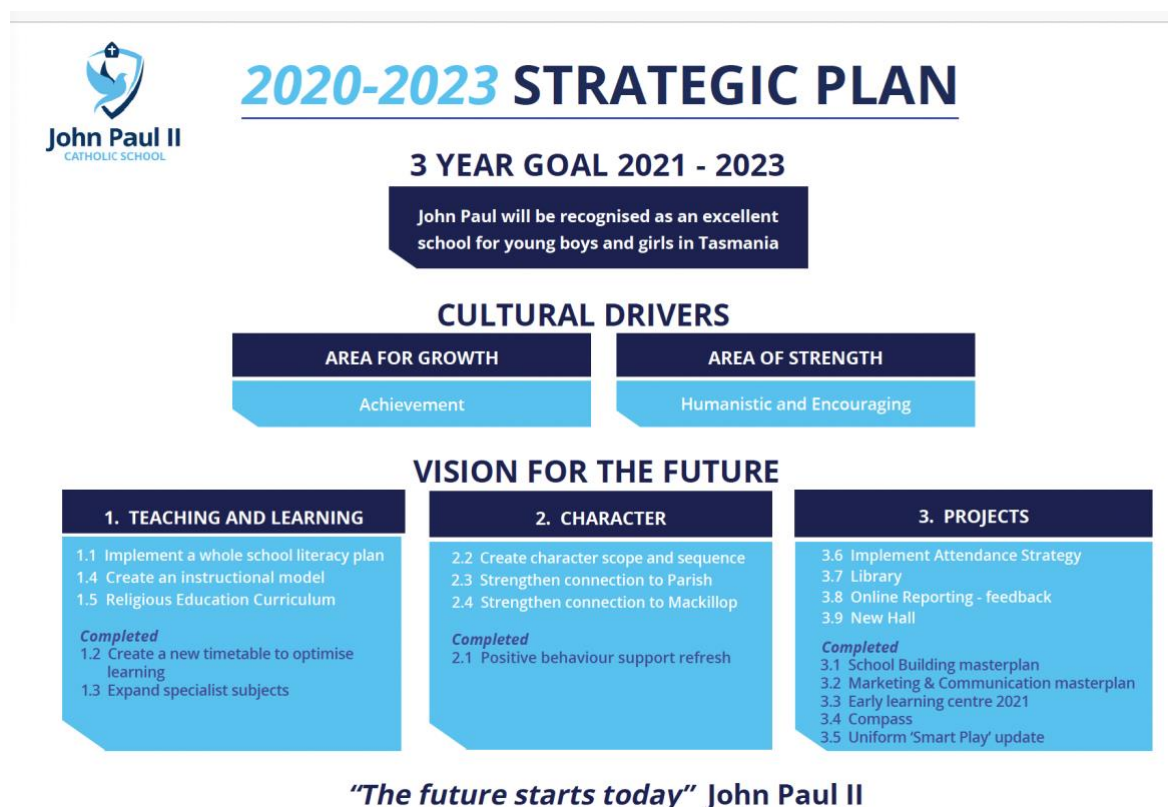 John Paul II
CATHOLIC SCHOOL
2020-2023 STRATEGIC PLAN
3 YEAR GOAL 2021 - 2023
John Paul will be recognised as an excellent
school for young boys and girls in Tasmania
CULTURAL DRIVERS
AREA FOR GROWTH
Achievement
AREA OF STRENGTH
Humanistic and Encouraging
VISION FOR THE FUTURE
1. TEACHING AND LEARNING
1.1 Implement a whole school literacy plan
1.4 Create an instructional model
1.5 Religious Education Curriculum
Completed
1.2 Create a new timetable to optimise
learning
1.3 Expand specialist subjects
2. CHARACTER
2.2 Create character scope and sequence
2.3 Strengthen connection to Parish
2.4 Strengthen connection to Mackillop
Completed
2.1 Positive behaviour support refresh
3. PROJECTS
3.6 Implement Attendance Strategy
3.7 Library
3.8 Online Reporting - feedback
3.9 New Hall
Completed
3.1 School Building masterplan
3.2 Marketing & Communication masterplan
3.3 Early learning centre 2021
3.4 Compass
3.5 Uniform ‘Smart Play’ update
“The future starts today” John Paul II